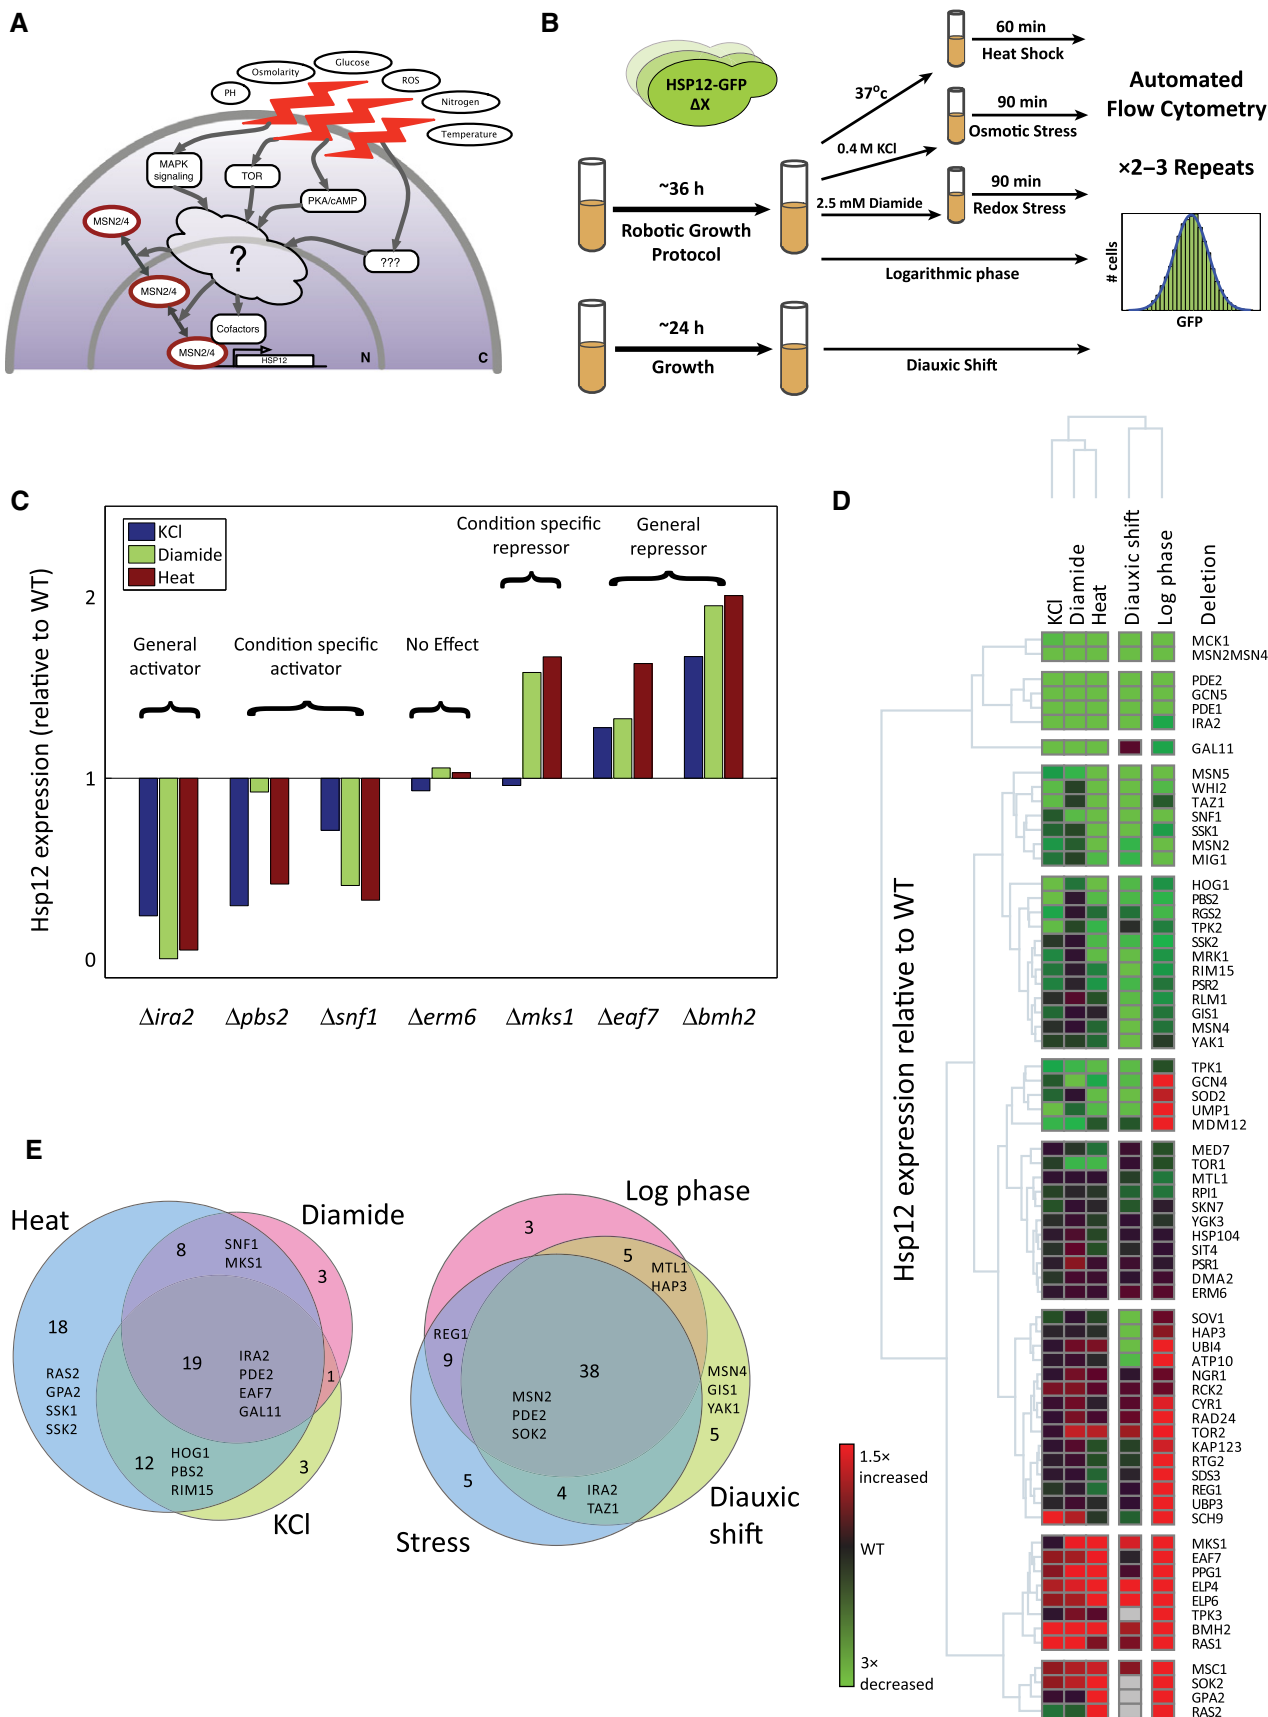 A
PH
Osmolarity
Glucose
ROS
Nitrogen
Temperature
MAPK
signaling
TOR
PKA/cAMP
MSN2/4
?
???
MSN2/4
Cofactors
MSN2/4
HSP12
N
C
B
HSP12-GFP
ΔX
~36 h
Robotic Growth
Protocol
~24 h
Growth
37°c
0.4 M KCl
2.5 mM Diamide
60 min
Heat Shock
90 min
Osmotic Stress
90 min
Redox Stress
Logarithmic phase
Diauxic Shift
Automated
Flow Cytometry
×2–3 Repeats
# cells
GFP
C
Hsp12 expression (relative to WT)
2
1
0
KCl
Diamide
Heat
General
activator
Condition specific
activator
No Effect
Condition specific
repressor
General
repressor
Δira2
Δpbs2
Δsnf1
Δerm6
Δmks1
Δeaf7
Δbmh2
D
Hsp12 expression relative to WT
KCl
Diamide
Heat
Diauxic shift
Log phase
Deletion
MCK1
MSN2MSN4
PDE2
GCN5
PDE1
IRA2
GAL11
MSN5
WHI2
TAZ1
SNF1
SSK1
MSN2
MIG1
HOG1
PBS2
RGS2
TPK2
SSK2
MRK1
RIM15
PSR2
RLM1
GIS1
MSN4
YAK1
TPK1
GCN4
SOD2
UMP1
MDM12
MED7
TOR1
MTL1
RPI1
SKN7
YGK3
HSP104
SIT4
PSR1
DMA2
ERM6
SOV1
HAP3
UBI4
ATP10
NGR1
RCK2
CYR1
RAD24
TOR2
KAP123
RTG2
SDS3
REG1
UBP3
SCH9
MKS1
EAF7
PPG1
ELP4
ELP6
TPK3
BMH2
RAS1
MSC1
SOK2
GPA2
RAS2
1.5×
increased
WT
3×
decreased
E
Heat
Diamide
KCl
8
SNF1
MKS1
3
18
RAS2
GPA2
SSK1
SSK2
19
IRA2
PDE2
EAF7
GAL11
1
12
HOG1
PBS2
RIM15
3
Log phase
Stress
Diauxic
shift
3
5
MTL1
HAP3
REG1
9
38
MSN2
PDE2
SOK2
MSN4
GIS1
YAK1
5
5
4
IRA2
TAZ1